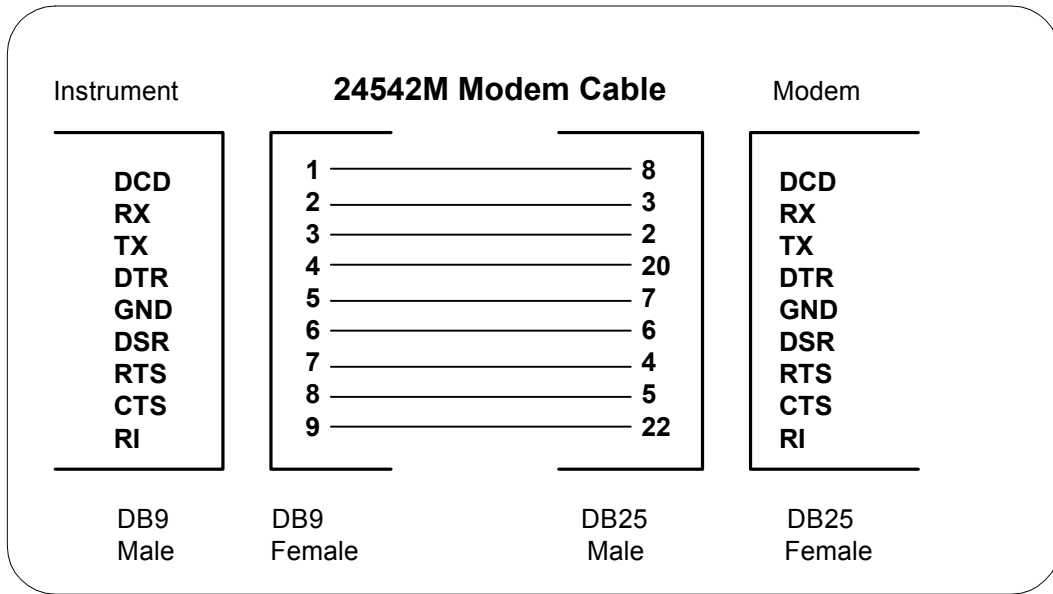 Instrument 24542M Modem Cable Modem
DCD 1 8 DCD
RX 2 3 RX
TX 3 2 TX
DTR 4 20 DTR
GND 5 7 GND
DSR 6 6 DSR
RTS 7 4 RTS
CTS 8 5 CTS
RI 9 22 RI
DB9 DB9 DB25 DB25
Male Female Male Female